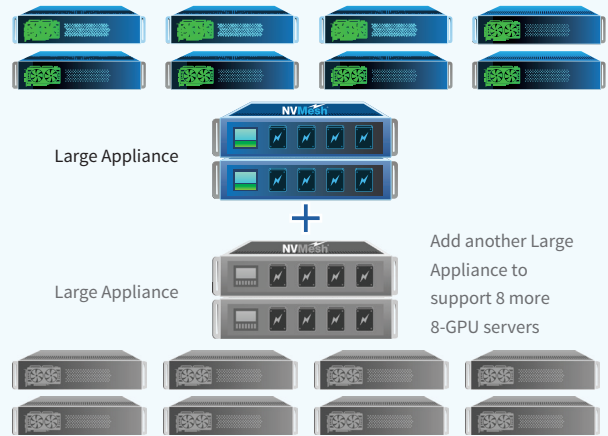 NVMesh
Large Appliance
+
NVMesh
Large Appliance
Add another Large
Appliance to
support 8 more
8-GPU servers